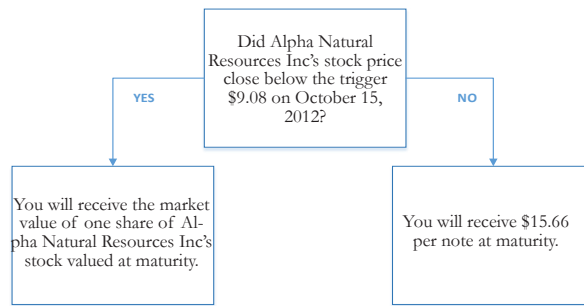 Did Alpha Natural
Resources Inc's stock price
close below the trigger
$9.08 on October 15,
2012?
YES
NO
You will receive the market
value of one share of Al-
pha Natural Resources Inc's
stock valued at maturity.
You will receive $15.66
per note at maturity.